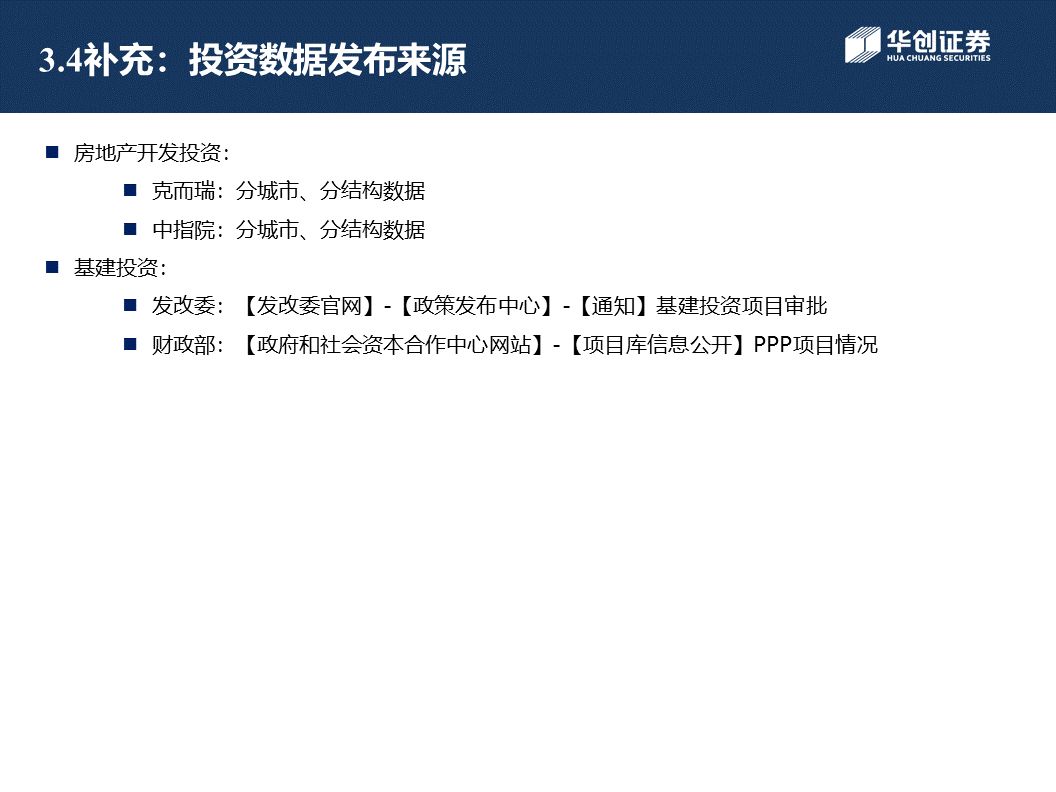 3.4补充：投资数据发布来源
华创证券
HUA CHUANG SECURITIES
房地产开发投资：
克而瑞：分城市、分结构数据
中指院：分城市、分结构数据
基建投资：
发改委：【发改委官网】-【政策发布中心】-【通知】基建投资项目审批
财政部：【政府和社会资本合作中心网站】-【项目库信息公开】PPP项目情况